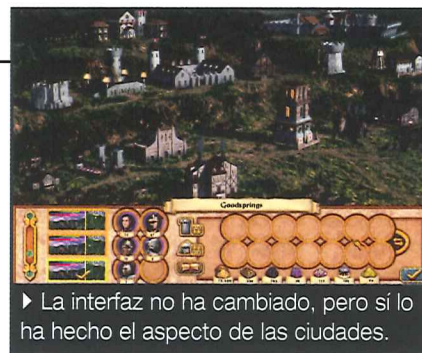 Goodsprings
▶ La interfaz no ha cambiado, pero sí lo
ha hecho el aspecto de las ciudades.